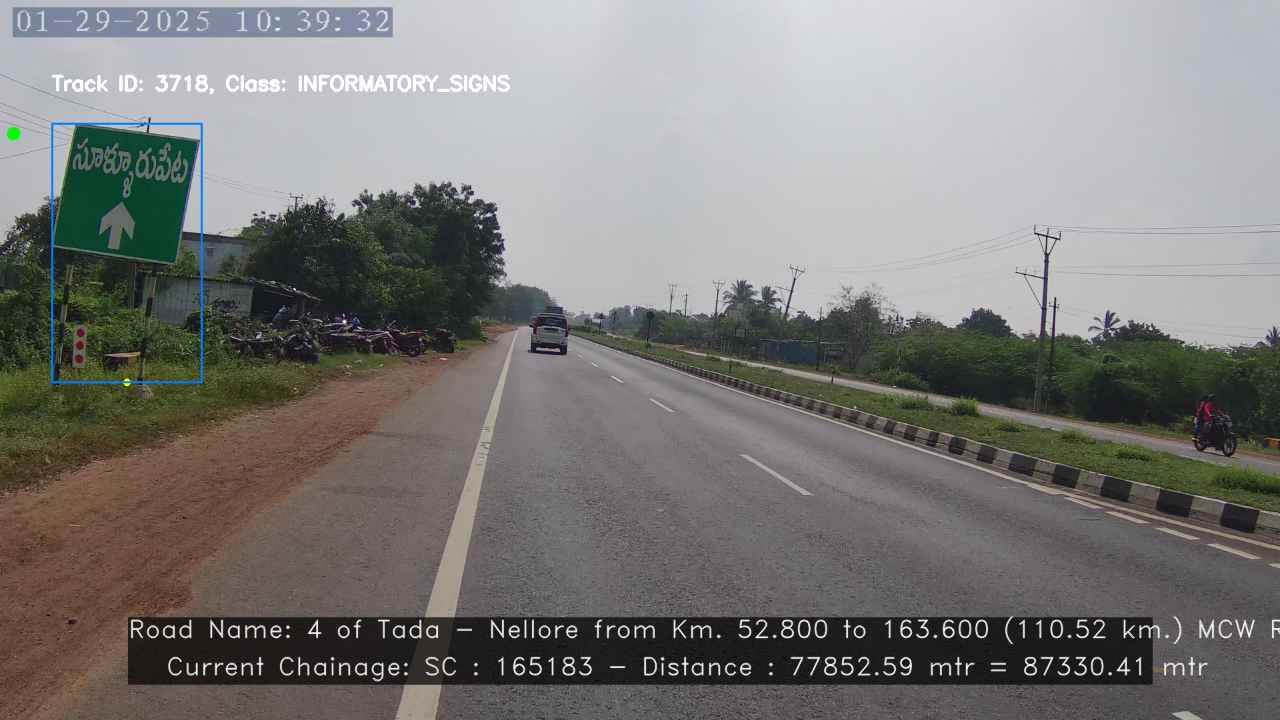 01-29-2025 10:39:32
Track ID: 3718, Class: INFORMATORY_SIGNS
సూళ్ళూరుపేట
Road Name: 4 of Tada - Nellore from Km. 52.800 to 163.600 (110.52 km.) MCW R
Current Chainage: SC : 165183 - Distance : 77852.59 mtr = 87330.41 mtr